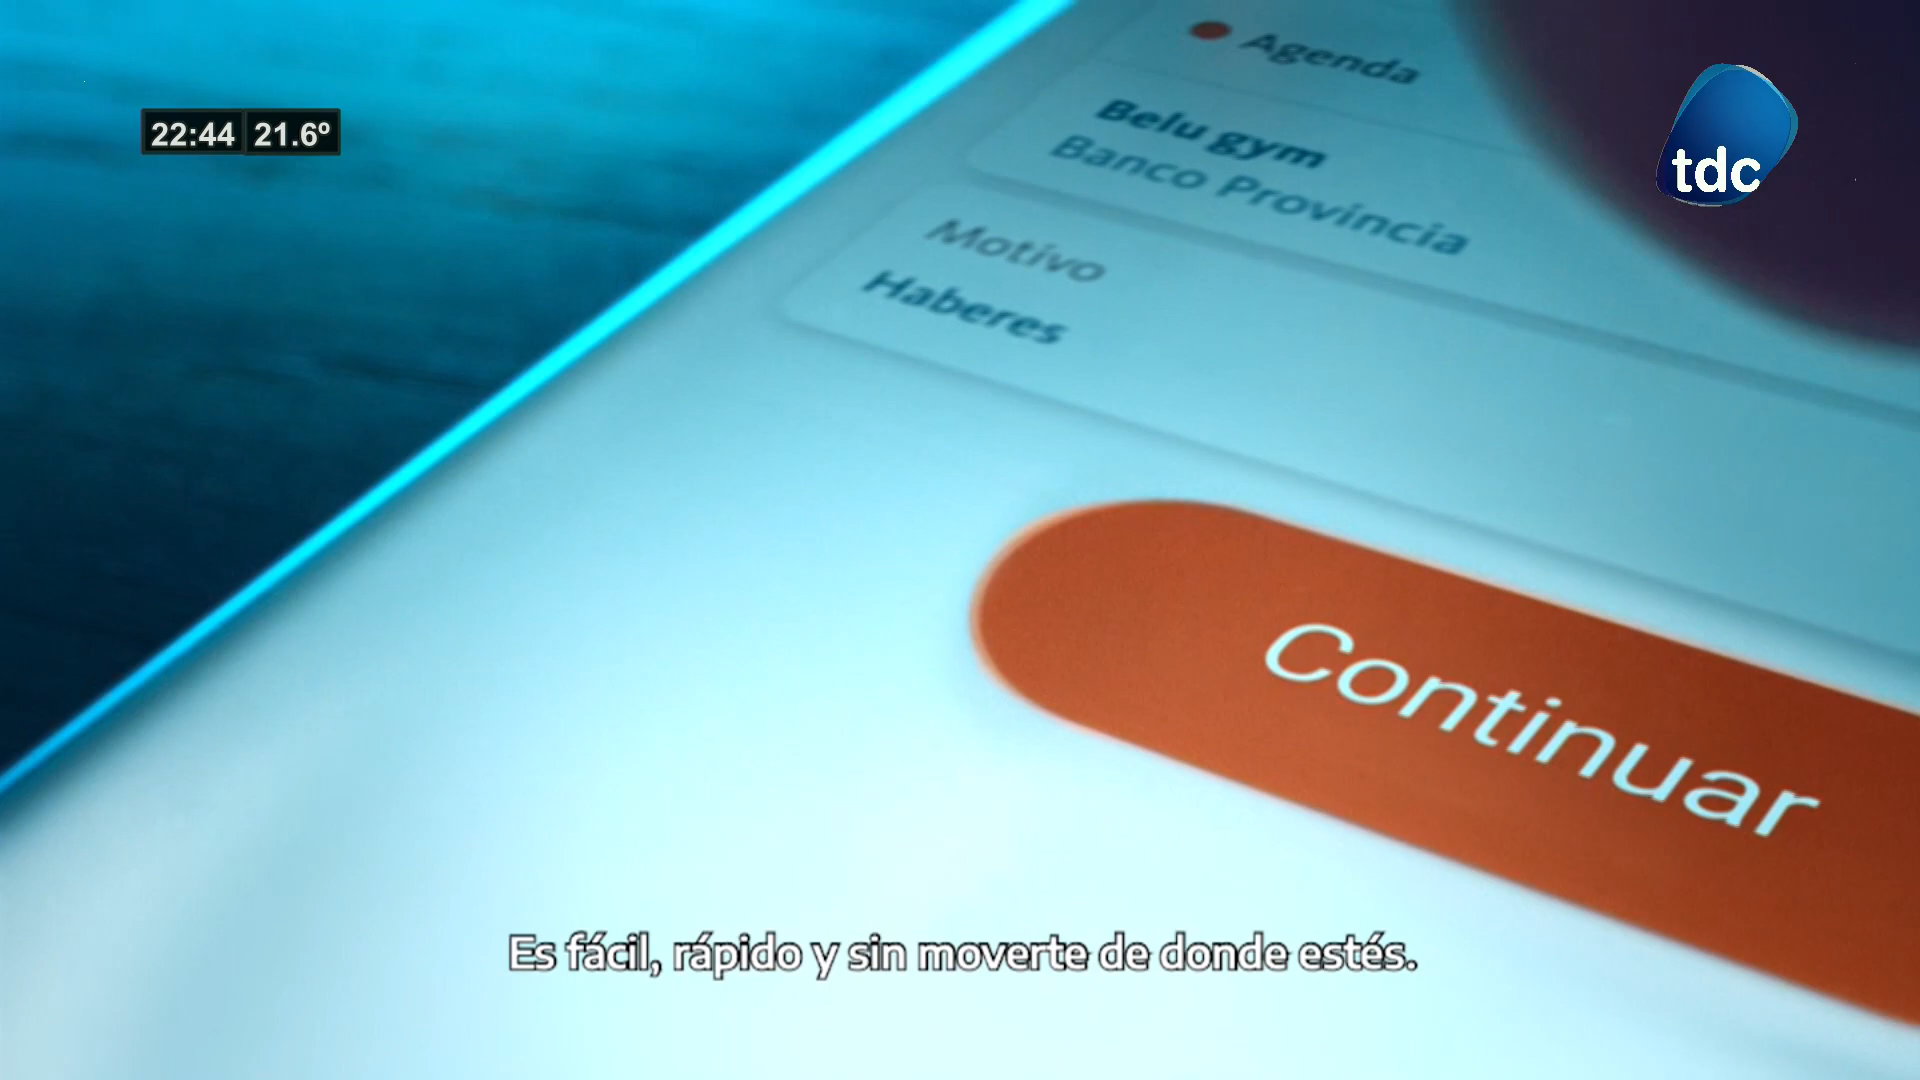 22:44 21.6º
tdc
Agenda
Belu gym
Banco Provincia
Motivo
Haberes
Continuar
Es fácil, rápido y sin moverte de donde estés.